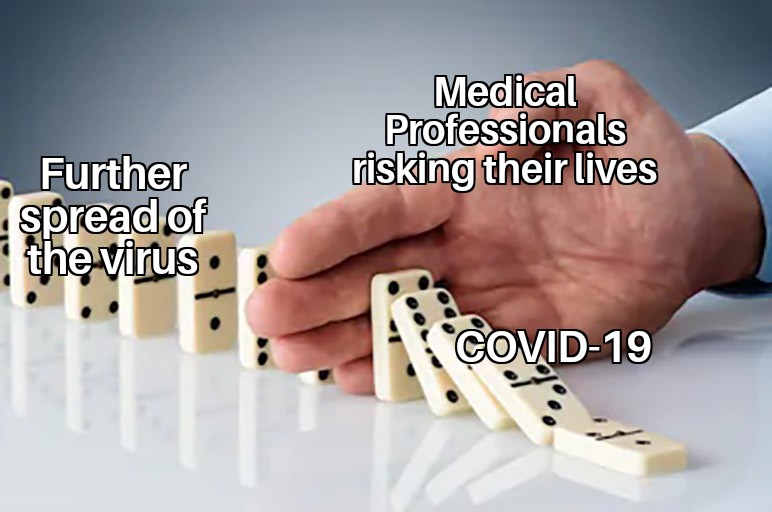 Medical
Professionals
risking their lives
Further
spread of
the virus
COVID-19